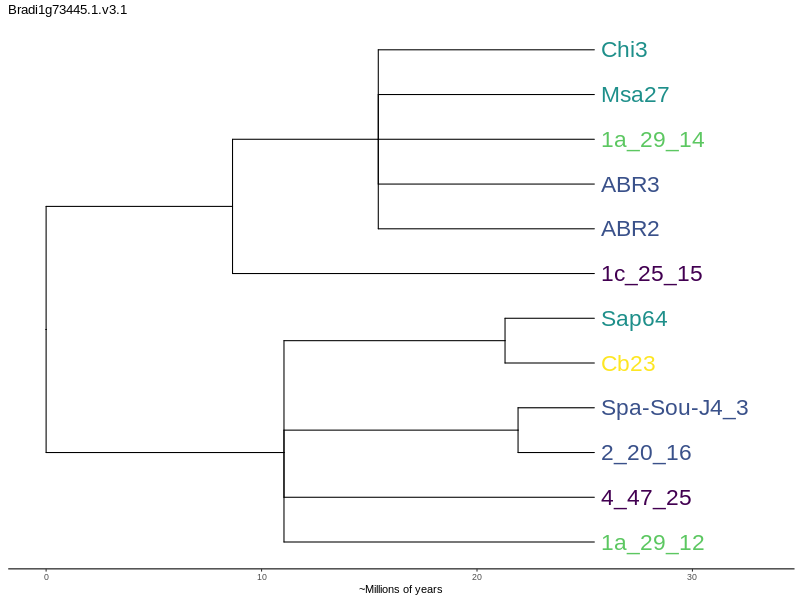 Bradi1g73445.1.v3.1
Chi3
Msa27
1a_29_14
ABR3
ABR2
1c_25_15
Sap64
Cb23
Spa-Sou-J4_3
2_20_16
4_47_25
1a_29_12
0 10 20 30
~Millions of years